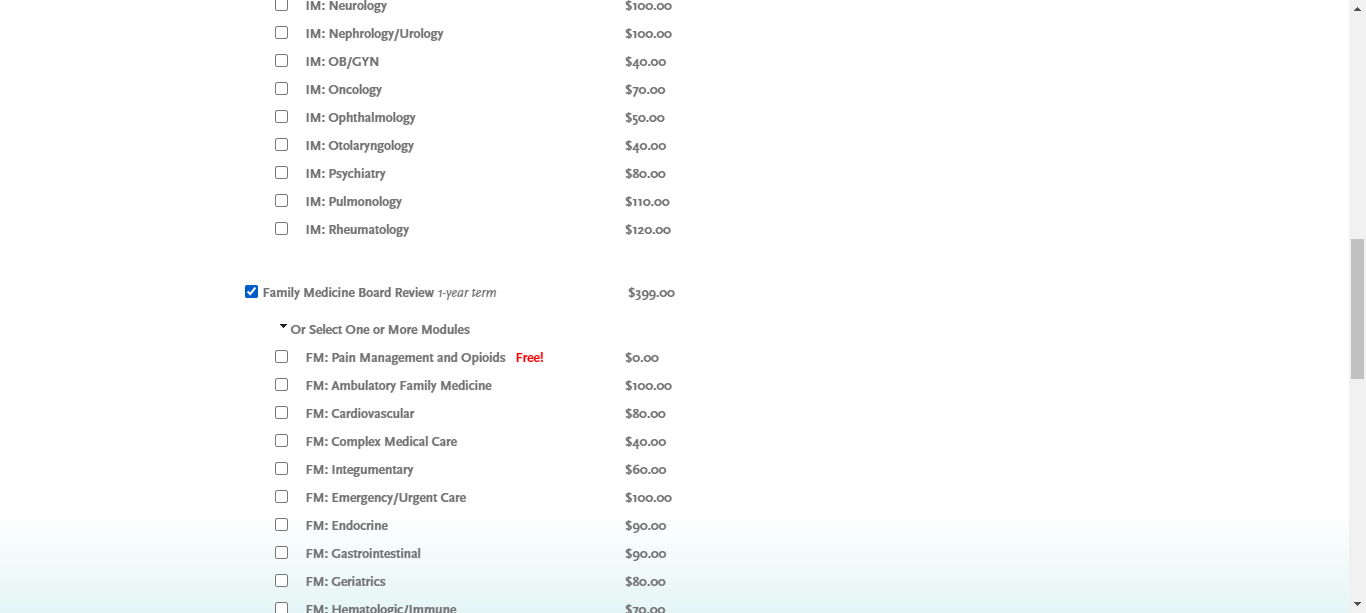 IM: Neurology $100.00
IM: Nephrology/Urology $100.00
IM: OB/GYN $40.00
IM: Oncology $70.00
IM: Ophthalmology $50.00
IM: Otolaryngology $40.00
IM: Psychiatry $80.00
IM: Pulmonology $110.00
IM: Rheumatology $120.00
Family Medicine Board Review 1-year term $399.00
Or Select One or More Modules
FM: Pain Management and Opioids Free! $0.00
FM: Ambulatory Family Medicine $100.00
FM: Cardiovascular $80.00
FM: Complex Medical Care $40.00
FM: Integumentary $60.00
FM: Emergency/Urgent Care $100.00
FM: Endocrine $90.00
FM: Gastrointestinal $90.00
FM: Geriatrics $80.00
FM: Hematologic/Immune $70.00